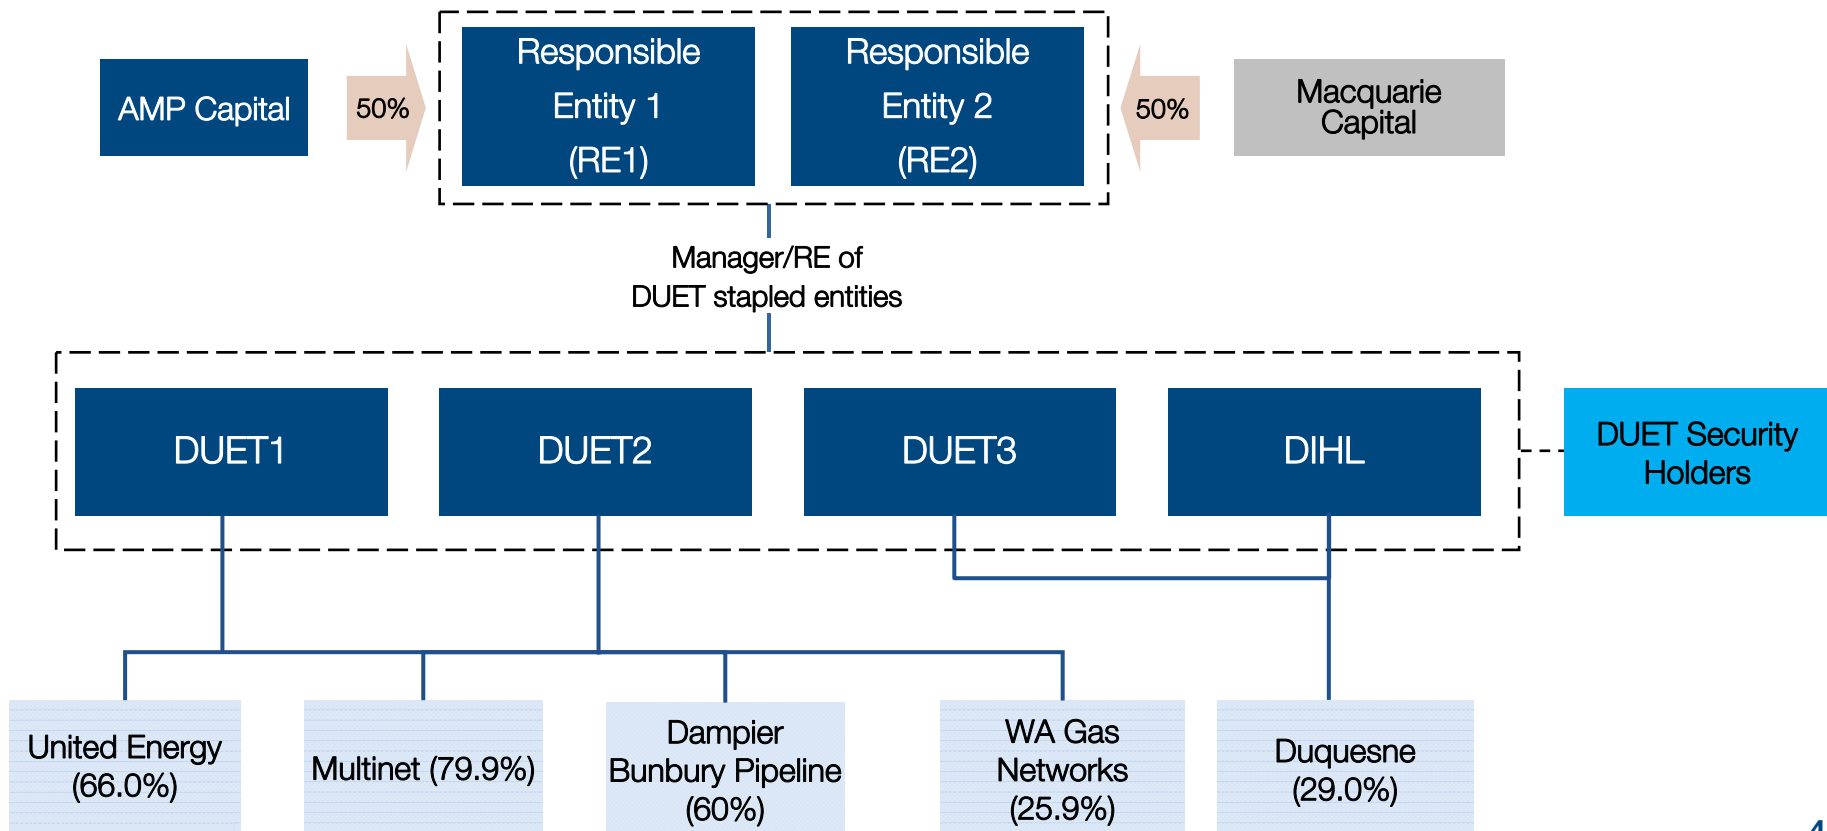 Responsible
Entity 1
(RE1)
Responsible
Entity 2
(RE2)
AMP Capital
50%
50%
Macquarie
Capital
Manager/RE of
DUET stapled entities
DUET1
DUET2
DUET3
DIHL
DUET Security
Holders
United Energy
(66.0%)
Multinet (79.9%)
Dampier
Bunbury Pipeline
(60%)
WA Gas
Networks
(25.9%)
Duquesne
(29.0%)
4